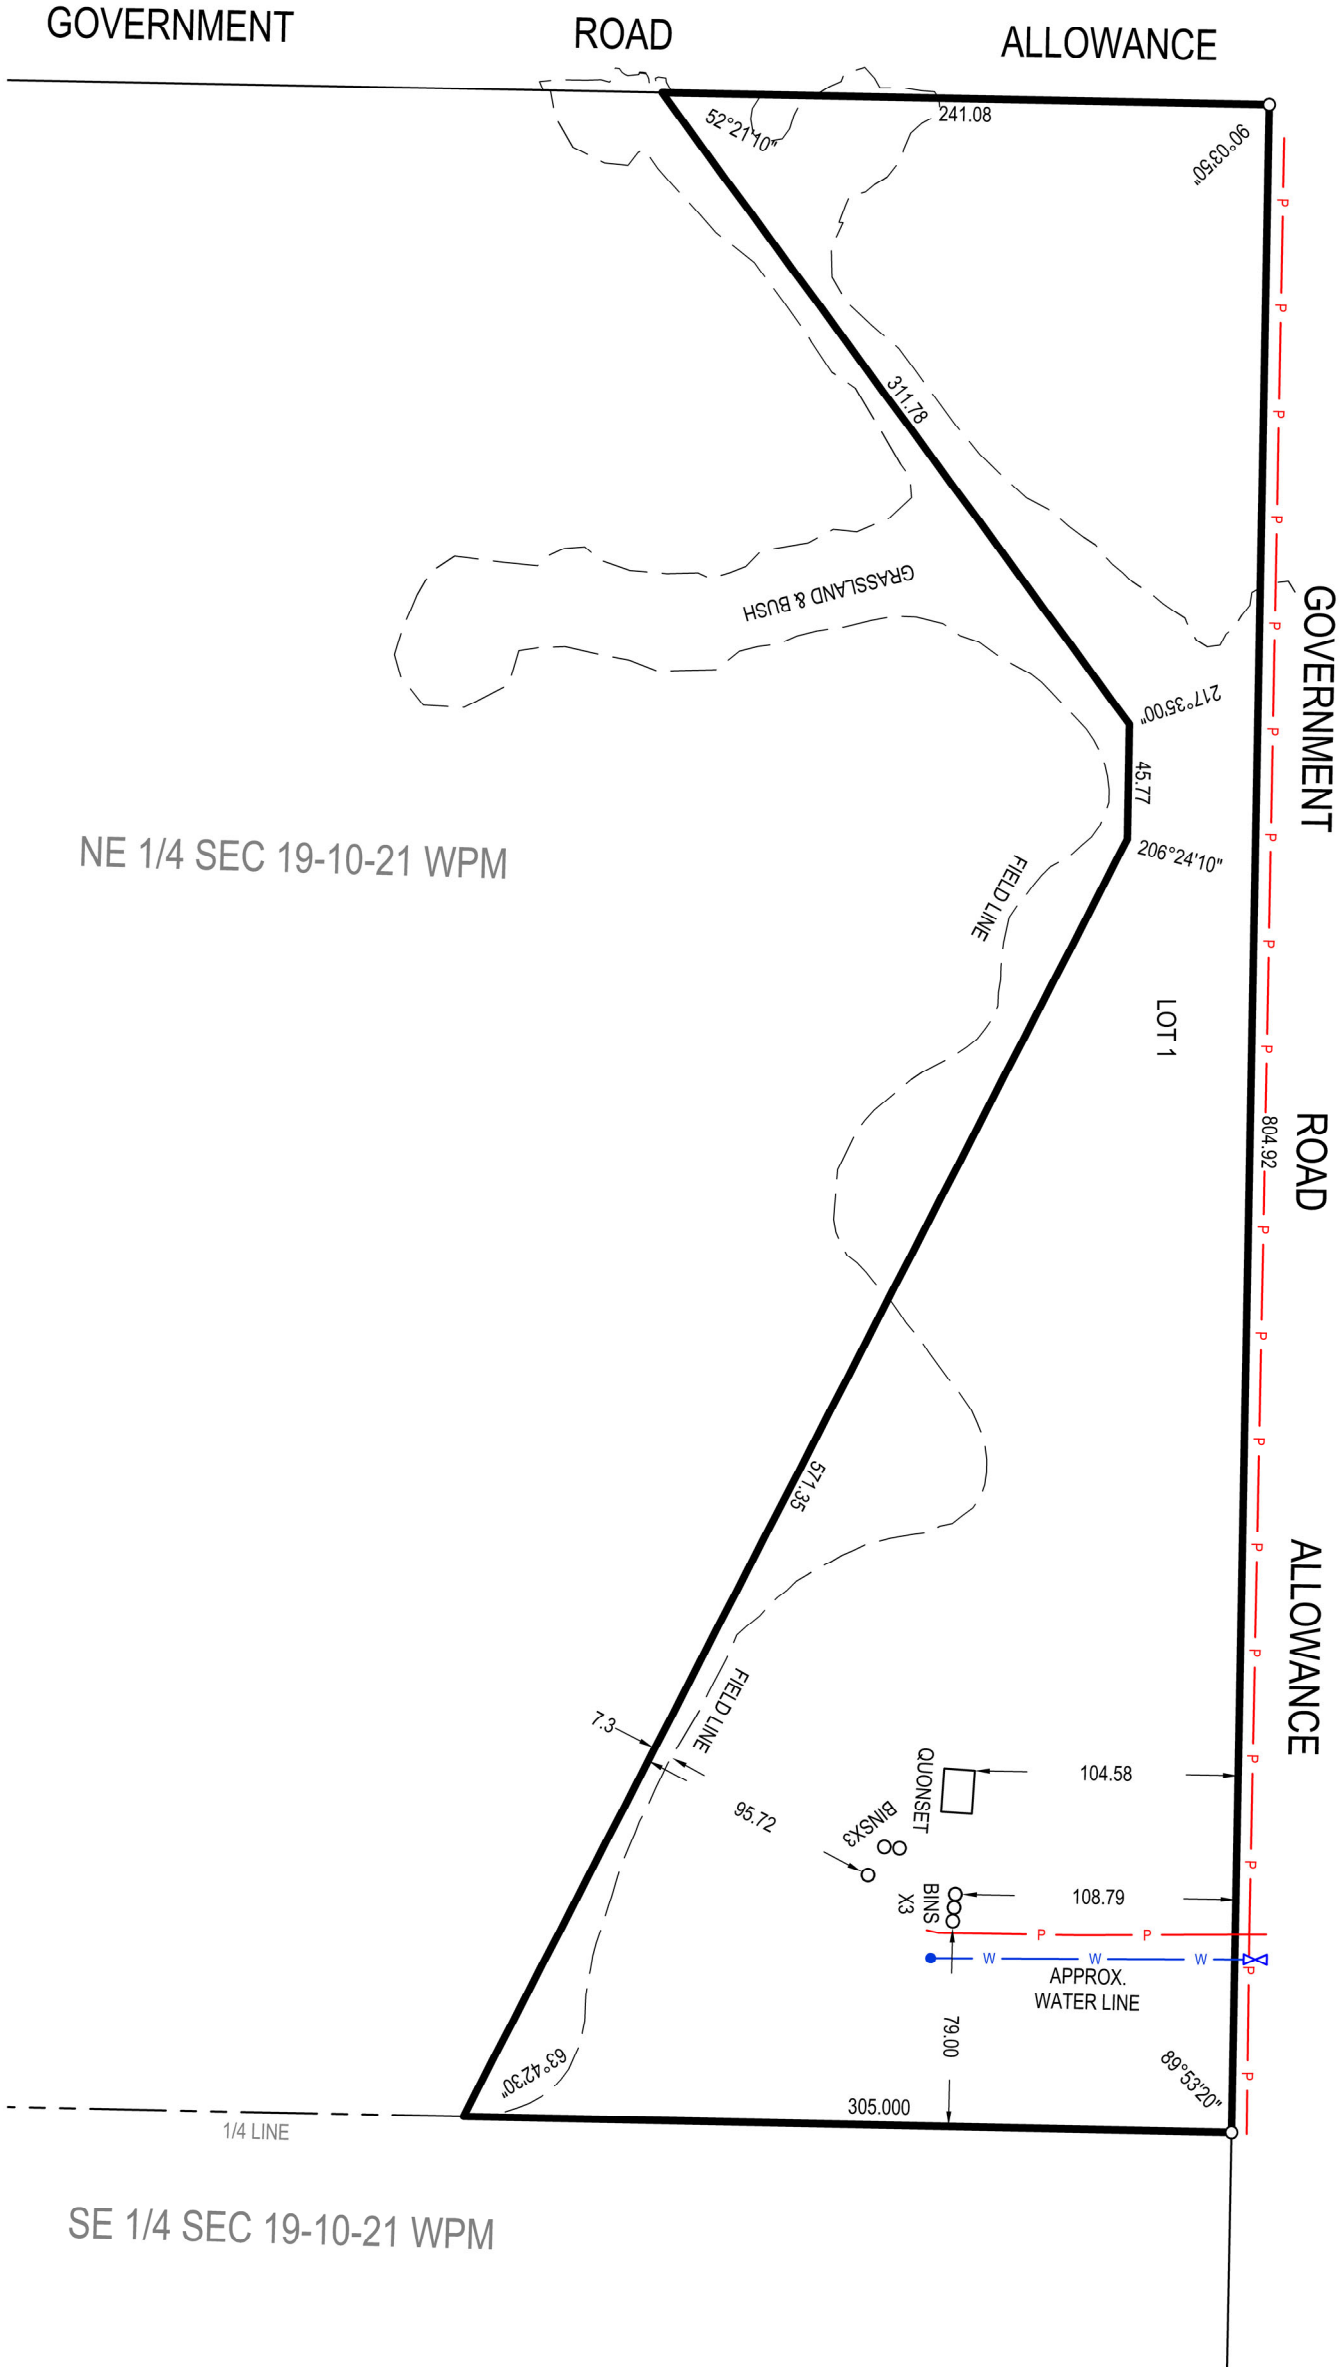 GOVERNMENT ROAD ALLOWANCE
241.08
52°21'10"
90°03'50"
P
P
311.78
P
P
GRASSLAND & BUSH
GOVERNMENT
P
217°35'00"
P
45.77
P
206°24'10"
NE 1/4 SEC 19-10-21 WPM
FIELD LINE
P
LOT 1
P
804.92
ROAD
P
P
P
571.35
P
ALLOWANCE
P
FIELD LINE
7.3
P
QUONSET
104.58
95.72
BINSX3
P
BINS
X3
108.79
P P
W W W
P
APPROX.
WATER LINE
79.00
63°42'30"
89°53'20"
P
305.000
1/4 LINE
SE 1/4 SEC 19-10-21 WPM